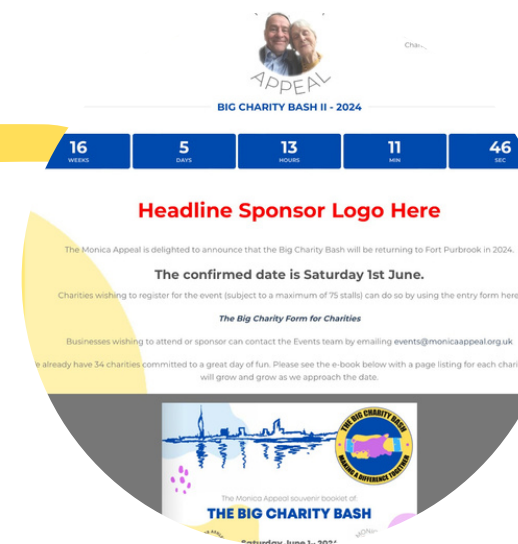 APPEAL
BIG CHARITY BASH II - 2024
16 5 13 11 46
WEEKS DAYS HOURS MIN SEC
Headline Sponsor Logo Here
The Monica Appeal is delighted to announce that the Big Charity Bash will be returning to Fort Purbrook in 2024.
The confirmed date is Saturday 1st June.
Charities wishing to register for the event (subject to a maximum of 75 stalls) can do so by using the entry form here
The Big Charity Form for Charities
Businesses wishing to attend or sponsor can contact the Events team by emailing events@monicaappeal.org.uk
already have 34 charities committed to a great day of fun. Please see the e-book below with a page listing for each
will grow and grow as we approach the date.
THE BIG CHARITY BASH
MAKING A DIFFERENCE TOGETHER
The Monica Appeal souvenir booklet of:
THE BIG CHARITY BASH
Saturday June 1